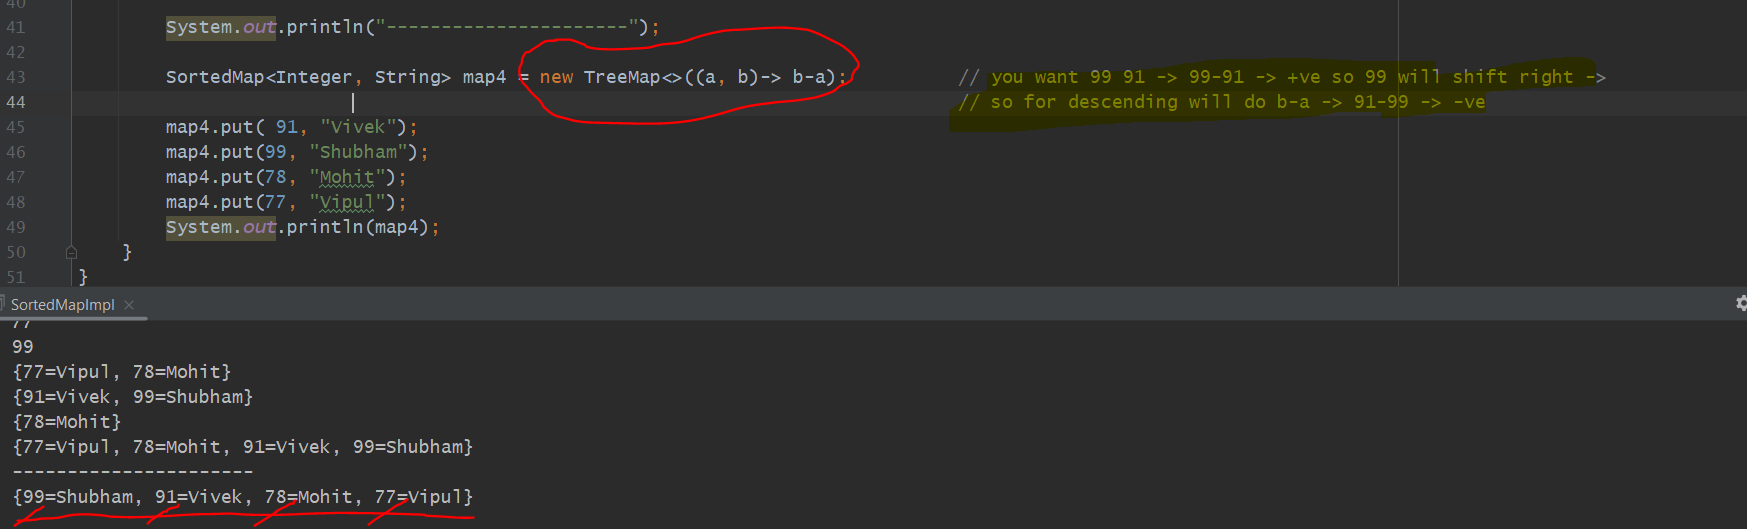 40
41 System.out.println("----------------------");
42
43 SortedMap<Integer, String> map4 = new TreeMap<>((a, b)-> b-a); // you want 99 91 -> 99-91 -> +ve so 99 will shift right ->
44 // so for descending will do b-a -> 91-99 -> -ve
45 map4.put( 91, "Vivek");
46 map4.put(99, "Shubham");
47 map4.put(78, "Mohit");
48 map4.put(77, "Vipul");
49 System.out.println(map4);
50 }
51 }
SortedMapImpl ×
77
99
{77=Vipul, 78=Mohit}
{91=Vivek, 99=Shubham}
{78=Mohit}
{77=Vipul, 78=Mohit, 91=Vivek, 99=Shubham}
----------------------
{99=Shubham, 91=Vivek, 78=Mohit, 77=Vipul}